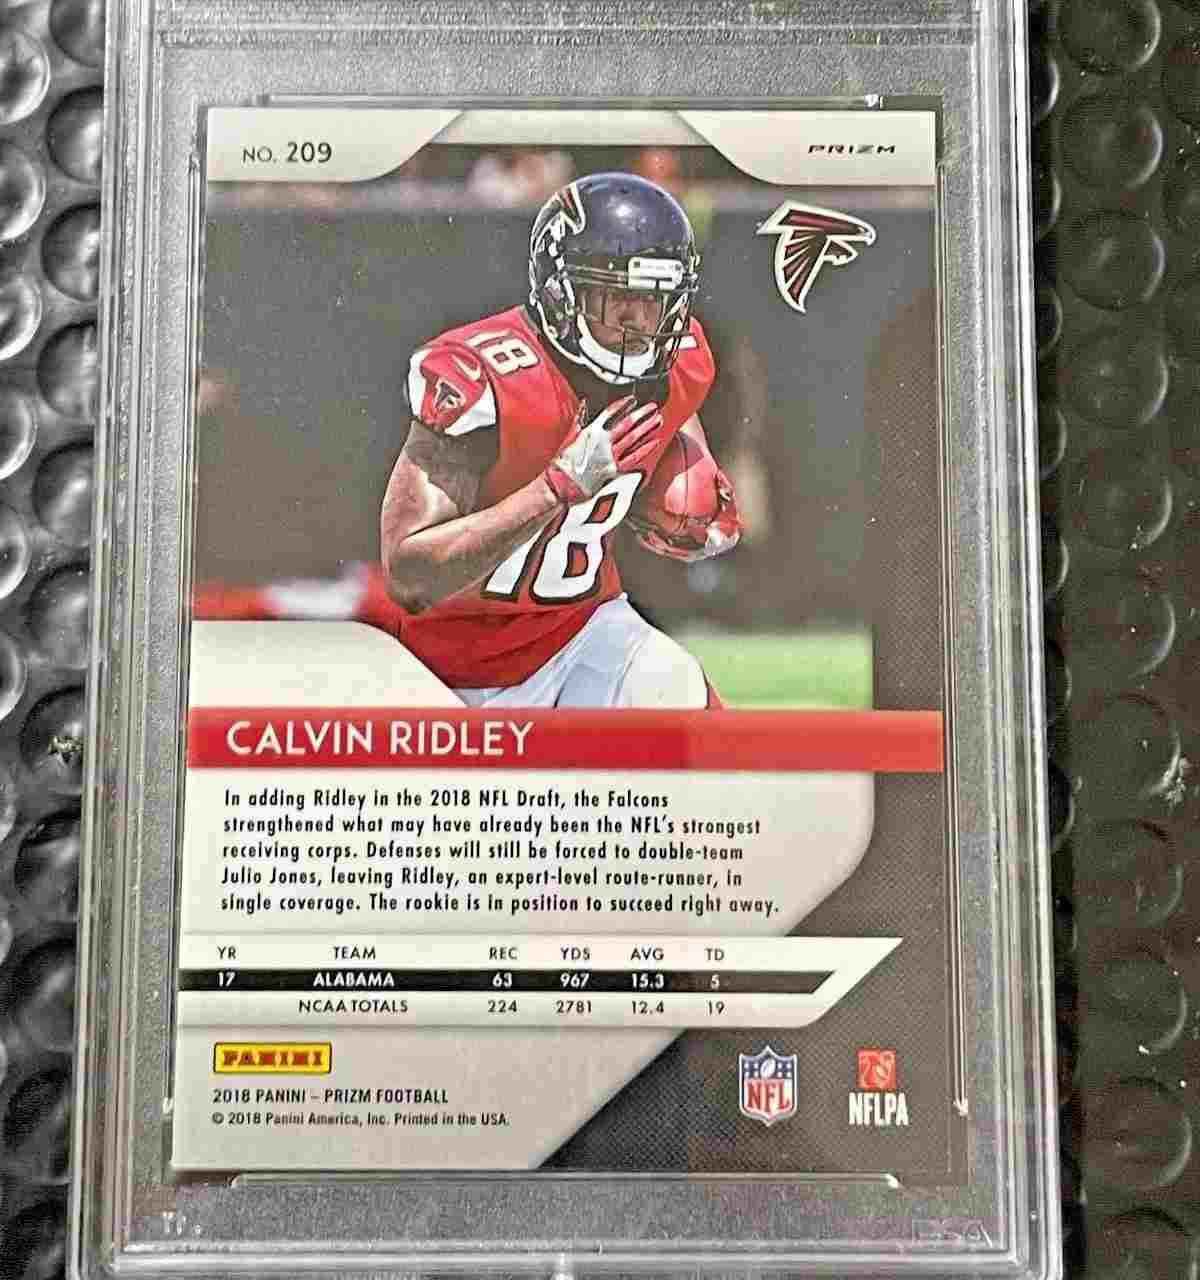 NO. 209
PRIZM
18
18
CALVIN RIDLEY
In adding Ridley in the 2018 NFL Draft, the Falcons
strengthened what may have already been the NFL's strongest
receiving corps. Defenses will still be forced to double-team
Julio Jones, leaving Ridley, an expert-level route-runner, in
single coverage. The rookie is in position to succeed right away.
YR TEAM REC YDS AVG TD
17 ALABAMA 63 967 15.3 5
NCAA TOTALS 224 2781 12.4 19
PANINI
2018 PANINI – PRIZM FOOTBALL
© 2018 Panini America, Inc. Printed in the USA.
NFL
NFLPA